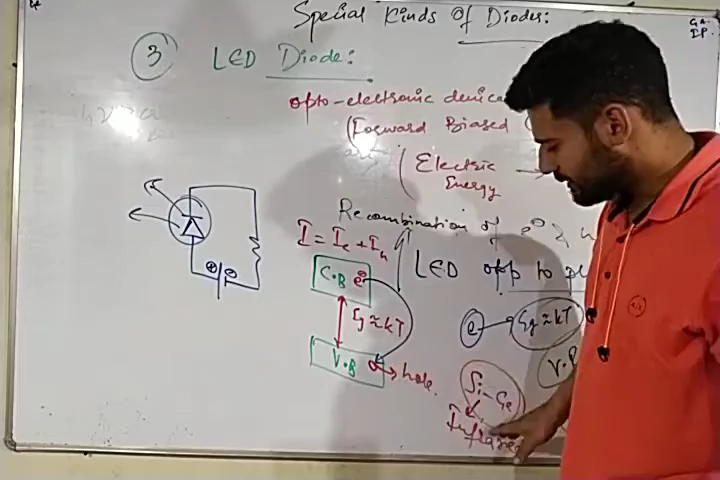 Special Kinds Of Diodes:
③ LED Diode:
opto-electronic device
(Forward Biased
(Electric
Energy →
Recombination of e
I = Ie + Ih
C.B e
LED opp to
Eg ≈ kT
e → Eg ≈ kT
V.B → hole.
V.B
Si - Ge
Infrared